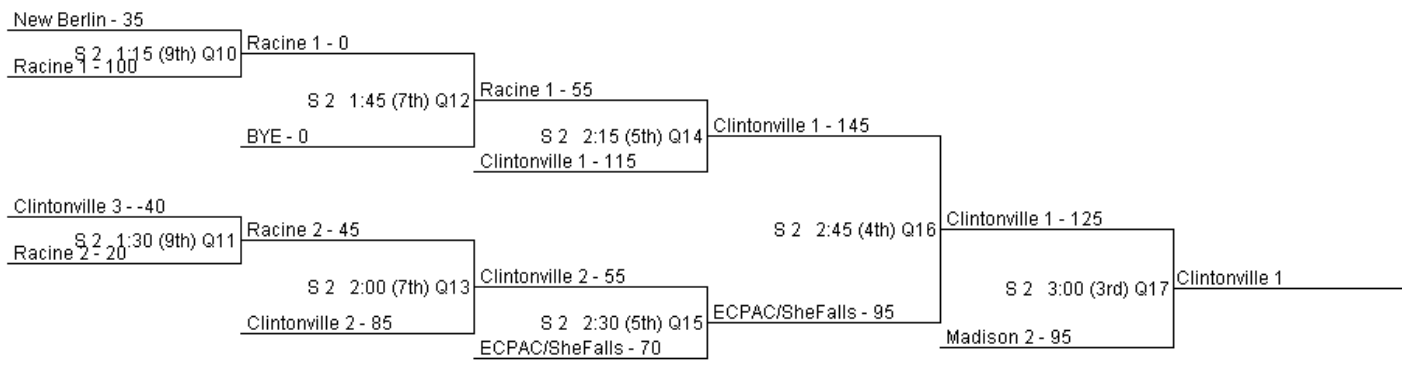 New Berlin - 35
S 2 1:15 (9th) Q10
Racine 1 - 100
Racine 1 - 0
S 2 1:45 (7th) Q12
BYE - 0
Racine 1 - 55
S 2 2:15 (5th) Q14
Clintonville 1 - 115
Clintonville 1 - 145
Clintonville 3 - -40
S 2 1:30 (9th) Q11
Racine 2 - 20
Racine 2 - 45
S 2 2:00 (7th) Q13
Clintonville 2 - 85
Clintonville 2 - 55
S 2 2:30 (5th) Q15
ECPAC/SheFalls - 70
ECPAC/SheFalls - 95
S 2 2:45 (4th) Q16
Clintonville 1 - 125
S 2 3:00 (3rd) Q17
Madison 2 - 95
Clintonville 1